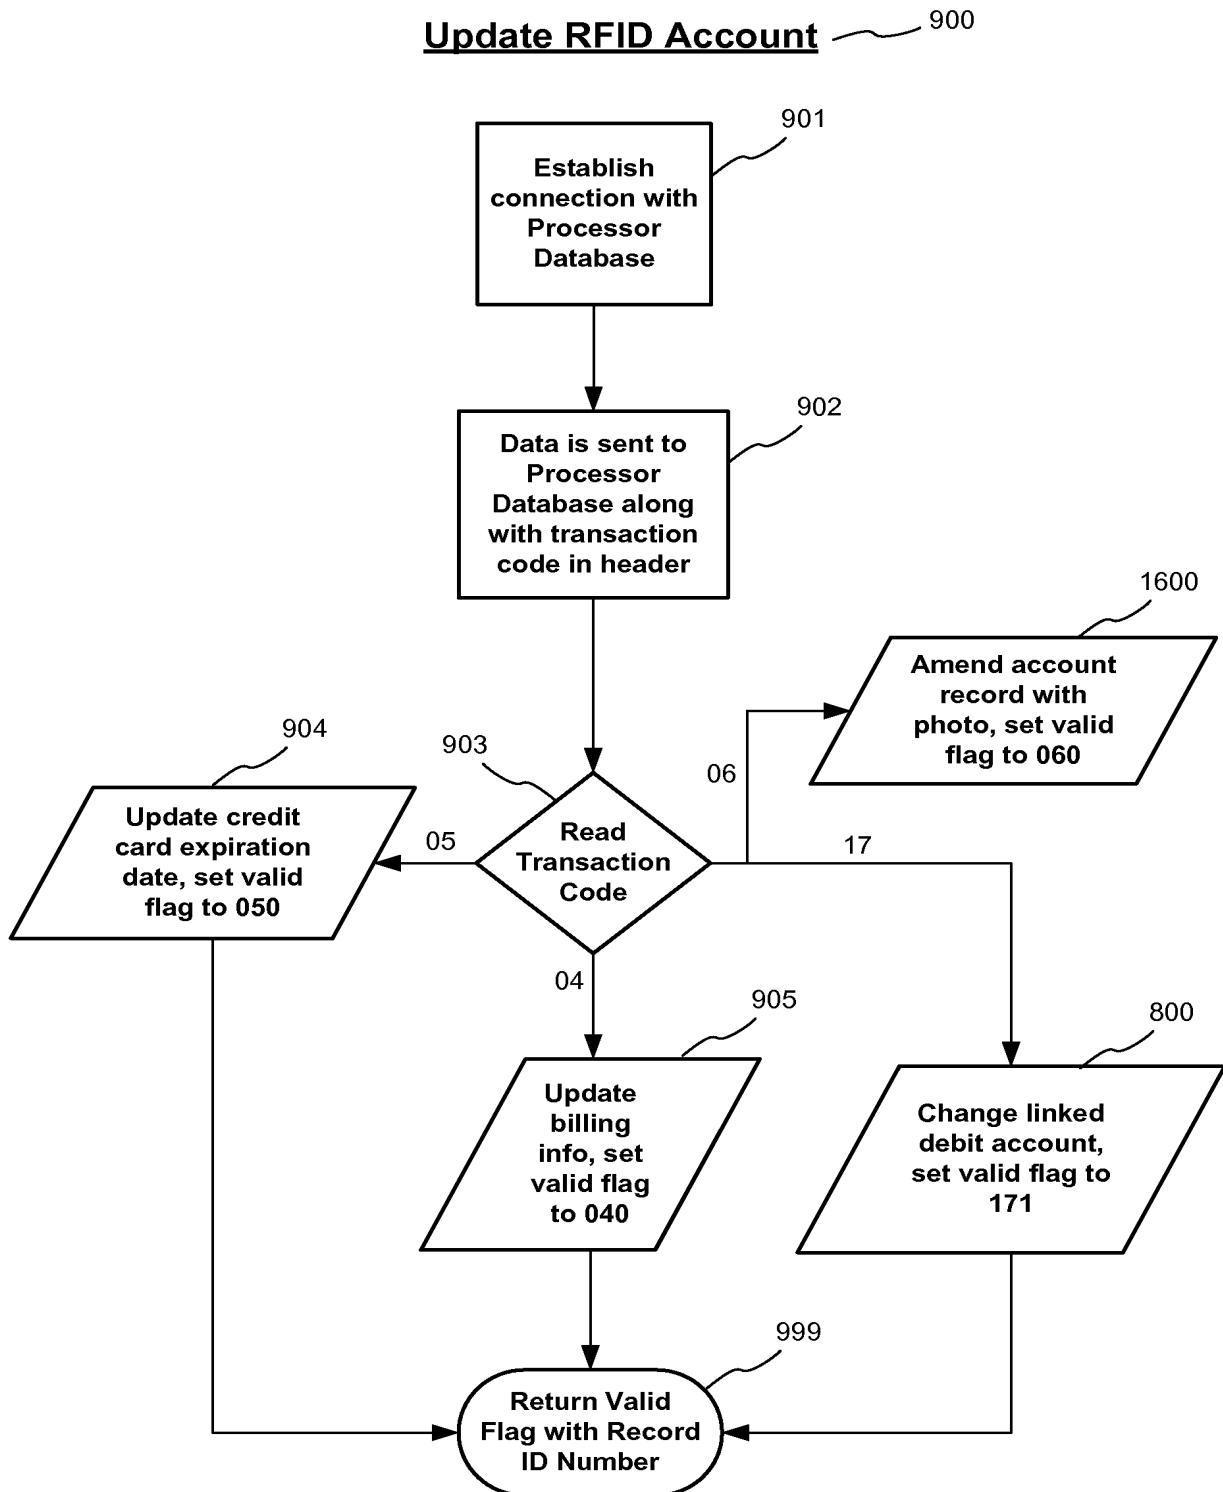 Update RFID Account
900
901
Establish
connection with
Processor
Database
902
Data is sent to
Processor
Database along
with transaction
code in header
1600
Amend account
record with
photo, set valid
flag to 060
904
903
06
Update credit
card expiration
date, set valid
flag to 050
05
Read
Transaction
Code
17
04
905
800
Update
billing
info, set
valid flag
to 040
Change linked
debit account,
set valid flag to
171
999
Return Valid
Flag with Record
ID Number